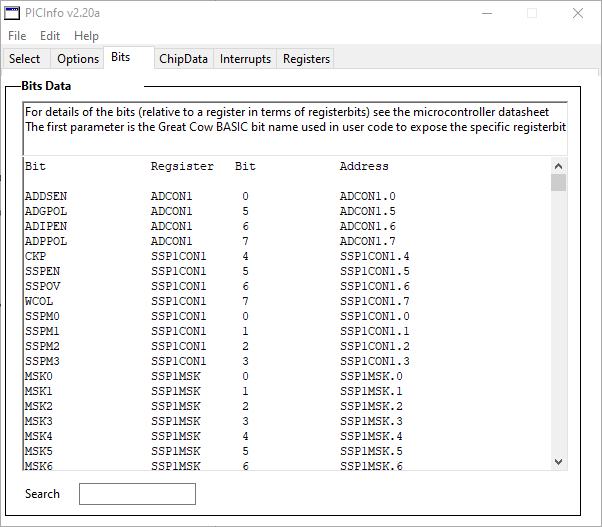 PICInfo v2.20a
File Edit Help
Select Options Bits ChipData Interrupts Registers
Bits Data
For details of the bits (relative to a register in terms of registerbits) see the microcontroller datasheet
The first parameter is the Great Cow BASIC bit name used in user code to expose the specific registerbit
Bit Regsister Bit Address
ADDSEN ADCON1 0 ADCON1.0
ADGPOL ADCON1 5 ADCON1.5
ADIPEN ADCON1 6 ADCON1.6
ADPPOL ADCON1 7 ADCON1.7
CKP SSP1CON1 4 SSP1CON1.4
SSPEN SSP1CON1 5 SSP1CON1.5
SSPOV SSP1CON1 6 SSP1CON1.6
WCOL SSP1CON1 7 SSP1CON1.7
SSPM0 SSP1CON1 0 SSP1CON1.0
SSPM1 SSP1CON1 1 SSP1CON1.1
SSPM2 SSP1CON1 2 SSP1CON1.2
SSPM3 SSP1CON1 3 SSP1CON1.3
MSK0 SSP1MSK 0 SSP1MSK.0
MSK1 SSP1MSK 1 SSP1MSK.1
MSK2 SSP1MSK 2 SSP1MSK.2
MSK3 SSP1MSK 3 SSP1MSK.3
MSK4 SSP1MSK 4 SSP1MSK.4
MSK5 SSP1MSK 5 SSP1MSK.5
MSK6 SSP1MSK 6 SSP1MSK.6
Search